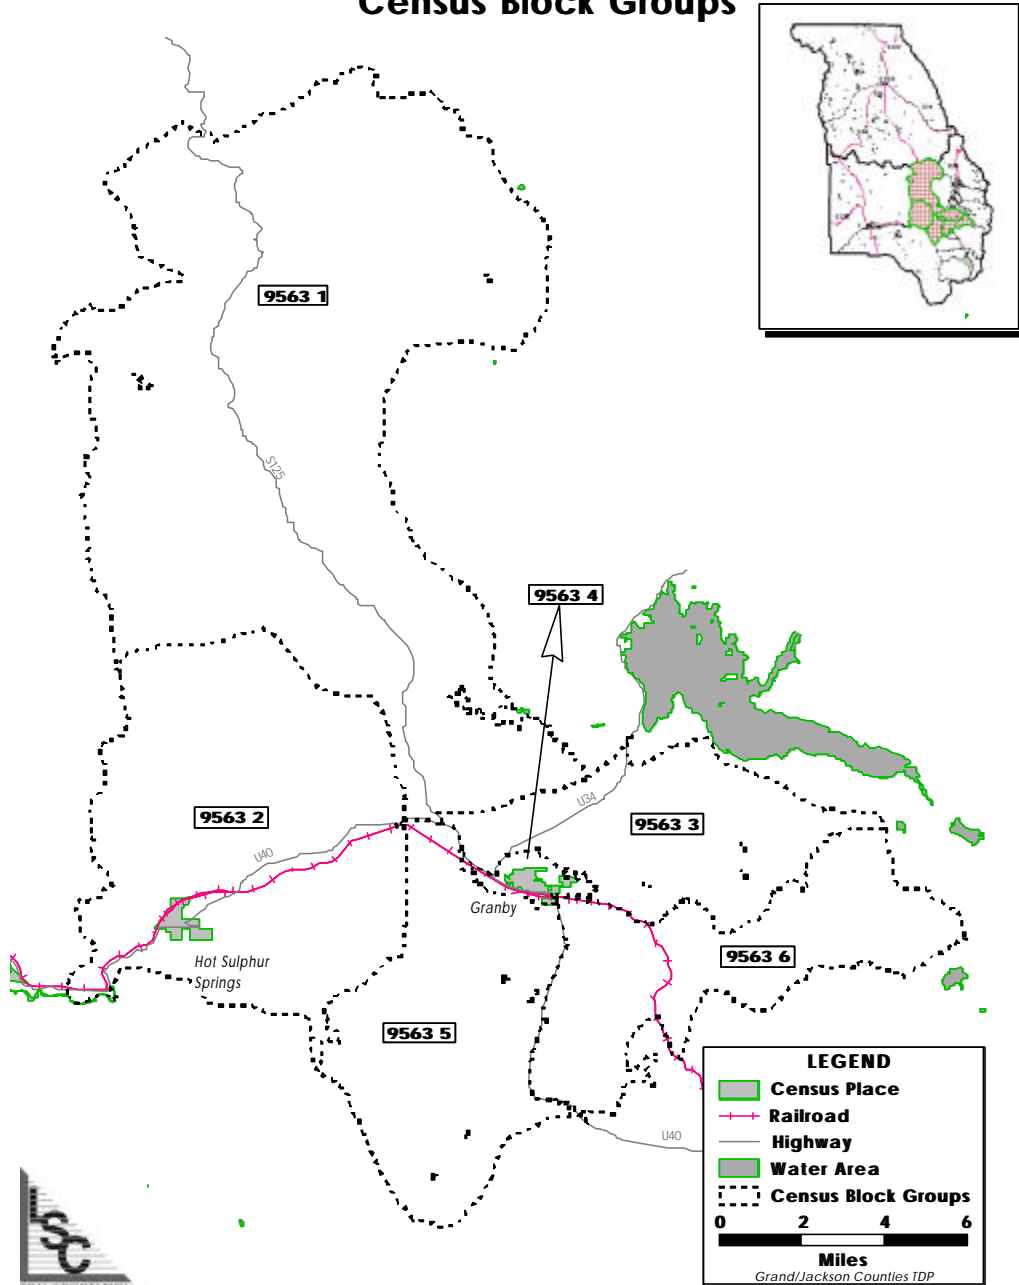 Census Block Groups
9563 1
S125
9563 4
9563 2
U34
9563 3
U40
Granby
Hot Sulphur
Springs
9563 6
9563 5
U40
LEGEND
Census Place
Railroad
Highway
Water Area
Census Block Groups
0 2 4 6
Miles
Grand/Jackson Counties TDP
LSC